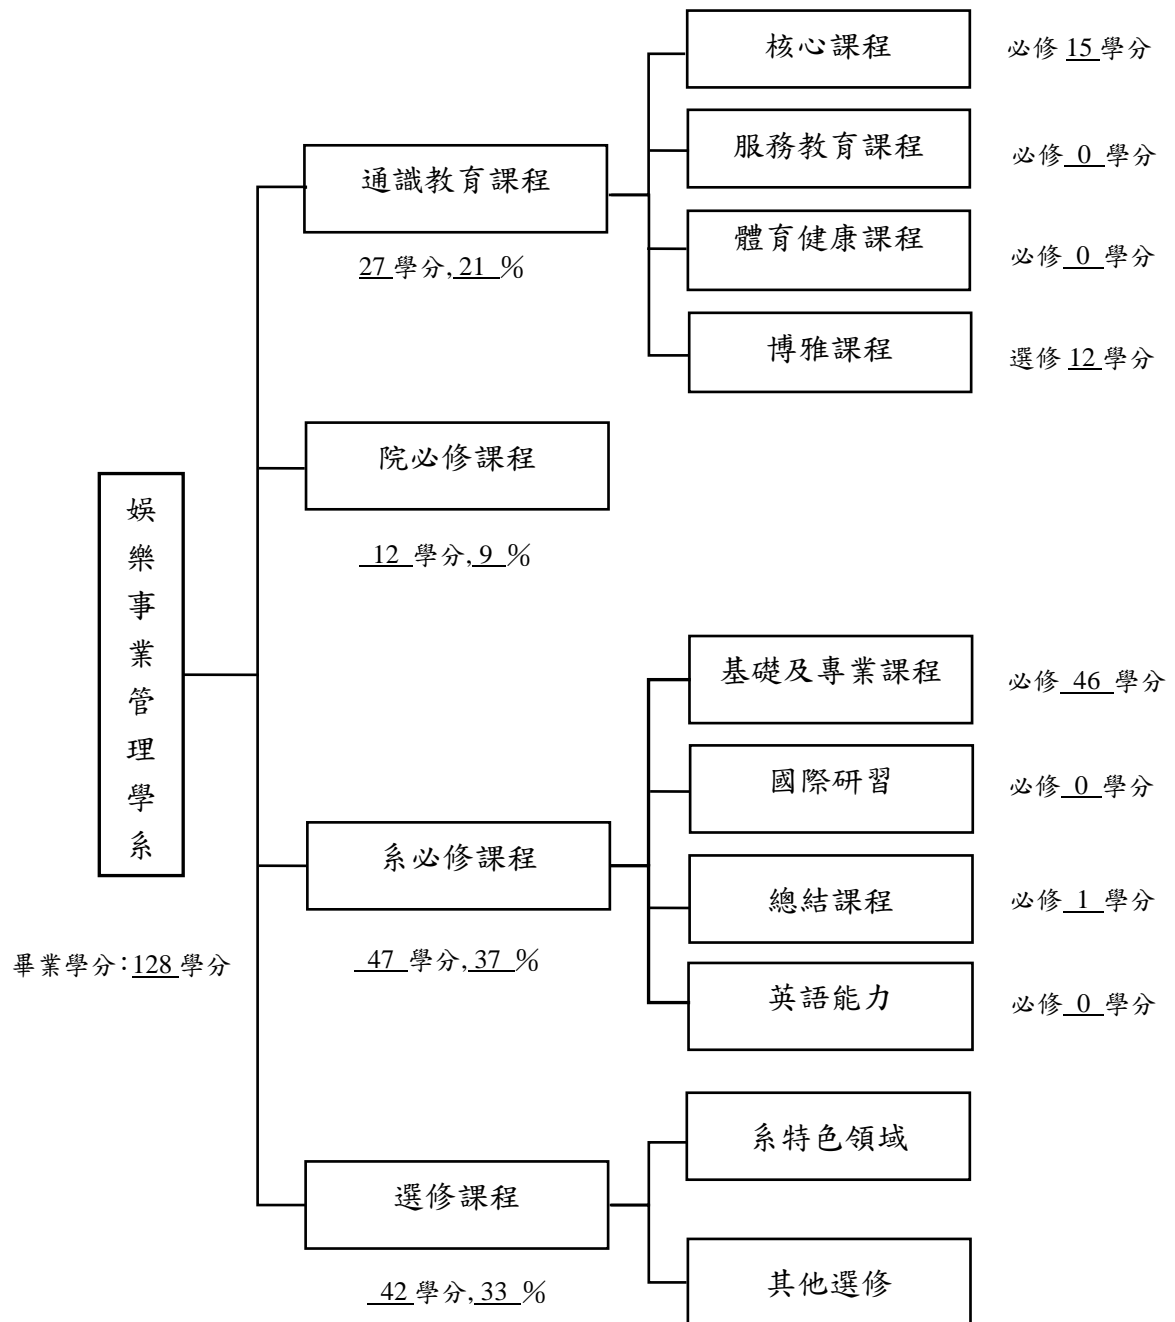 娛樂事業管理學系
畢業學分:128 學分
通識教育課程
27 學分, 21 %
核心課程
必修 15 學分
服務教育課程
必修 0 學分
體育健康課程
必修 0 學分
博雅課程
選修 12 學分
院必修課程
12 學分, 9 %
系必修課程
47 學分, 37 %
基礎及專業課程
必修 46 學分
國際研習
必修 0 學分
總結課程
必修 1 學分
英語能力
必修 0 學分
選修課程
42 學分, 33 %
系特色領域
其他選修